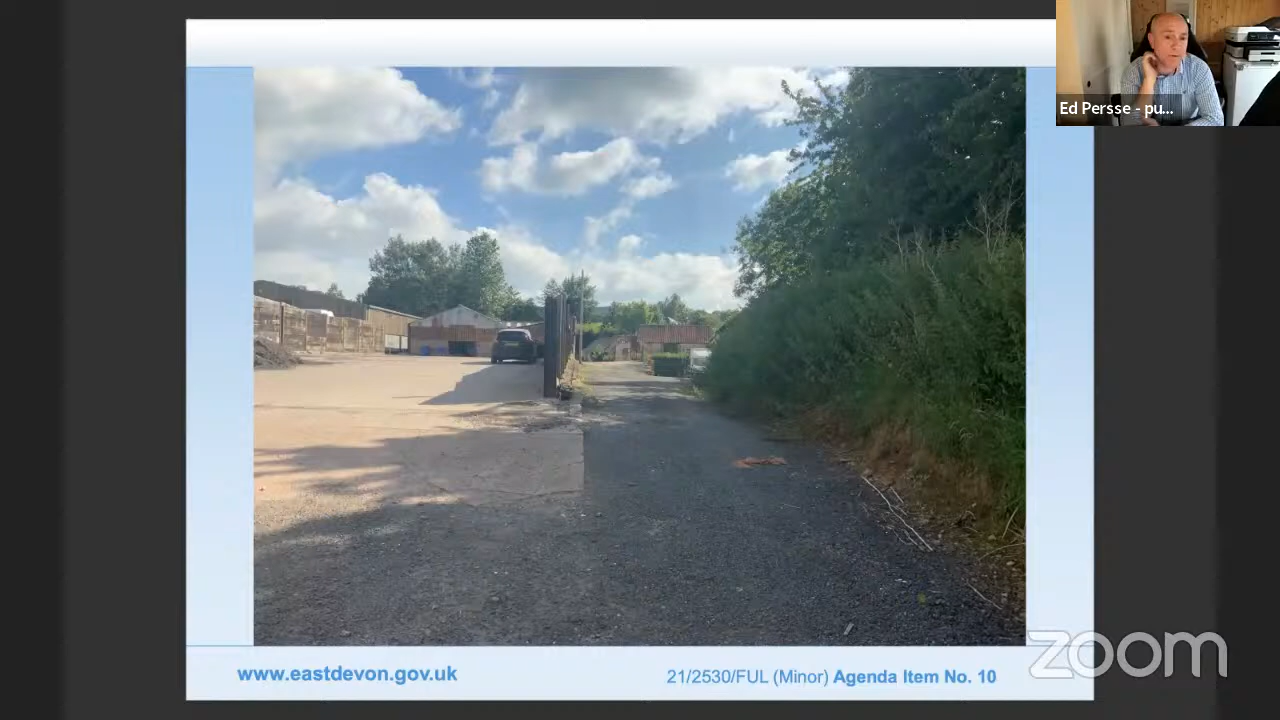 Ed Persse - pu...
www.eastdevon.gov.uk
21/2530/FUL (Minor) Agenda Item No. 10
zoom